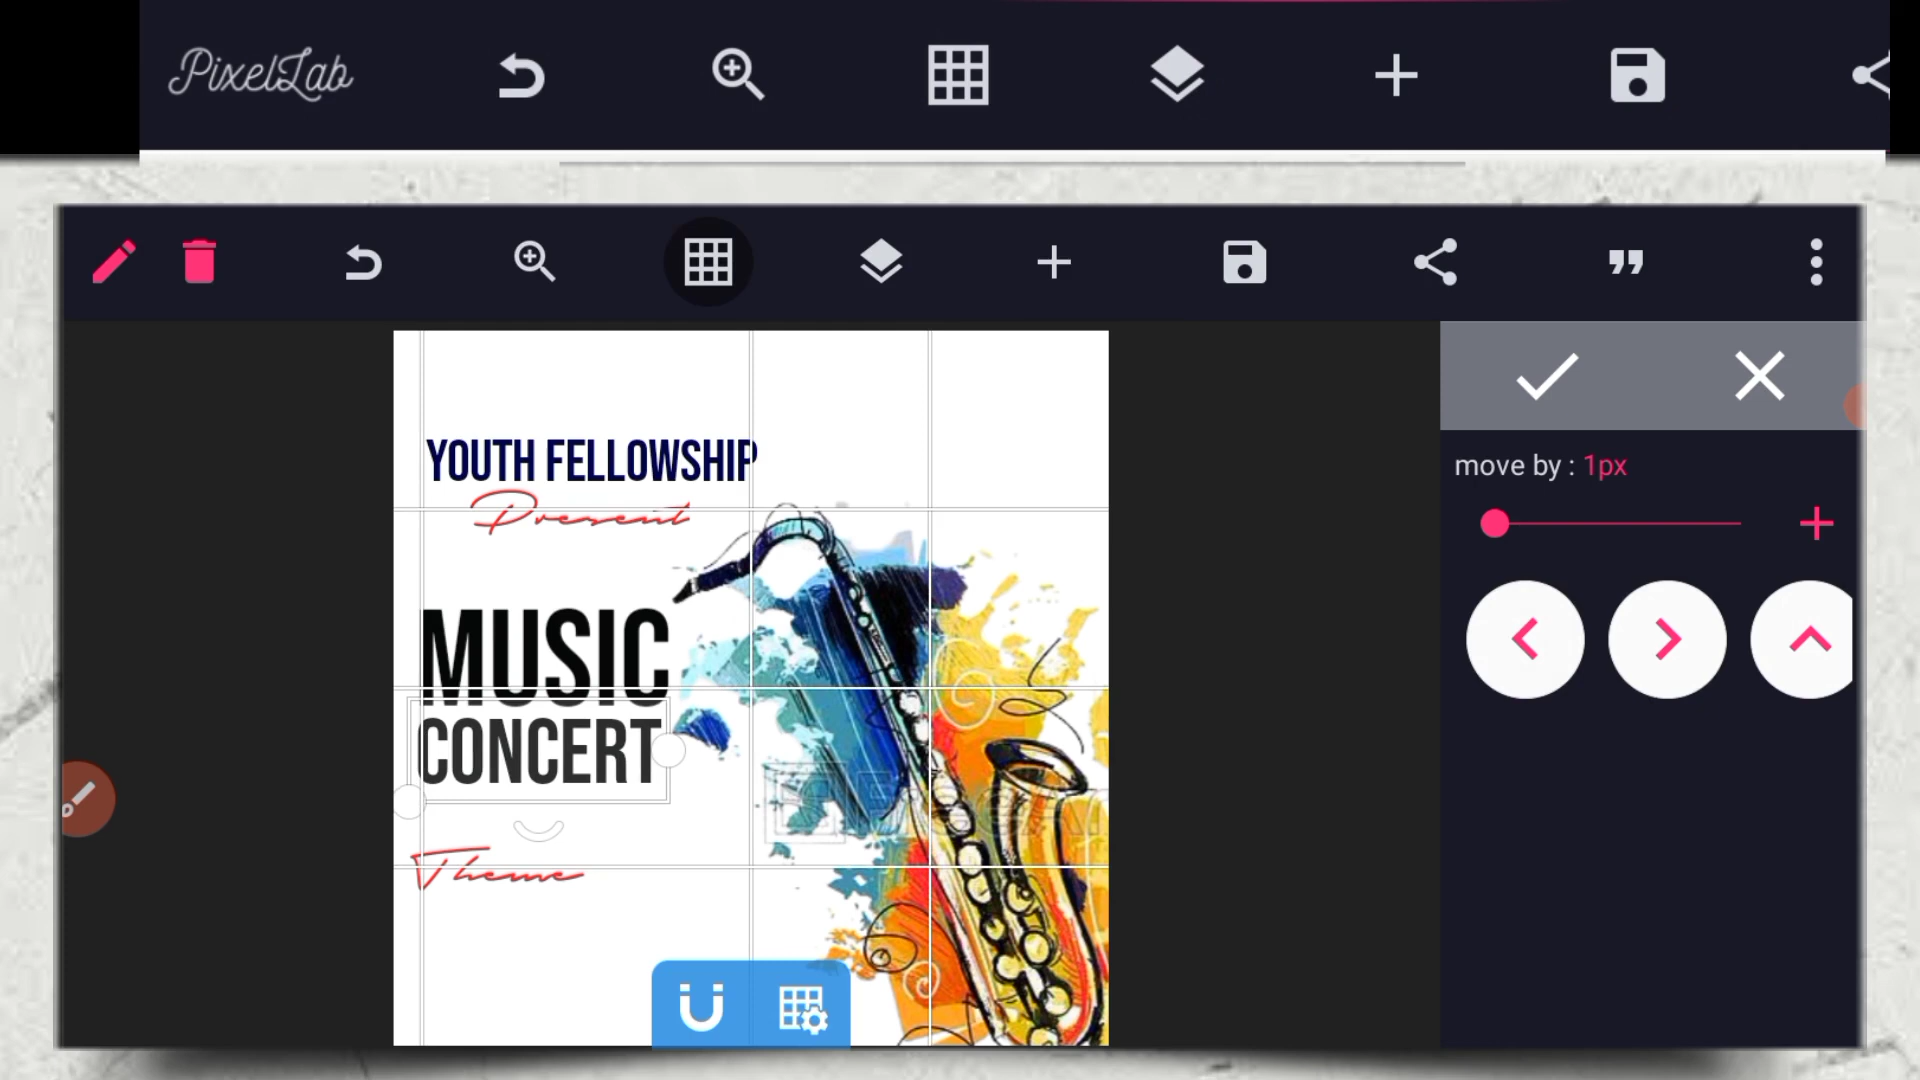 PixelLab
move by : 1px
YOUTH FELLOWSHIP
Present
MUSIC
CONCERT
Theme